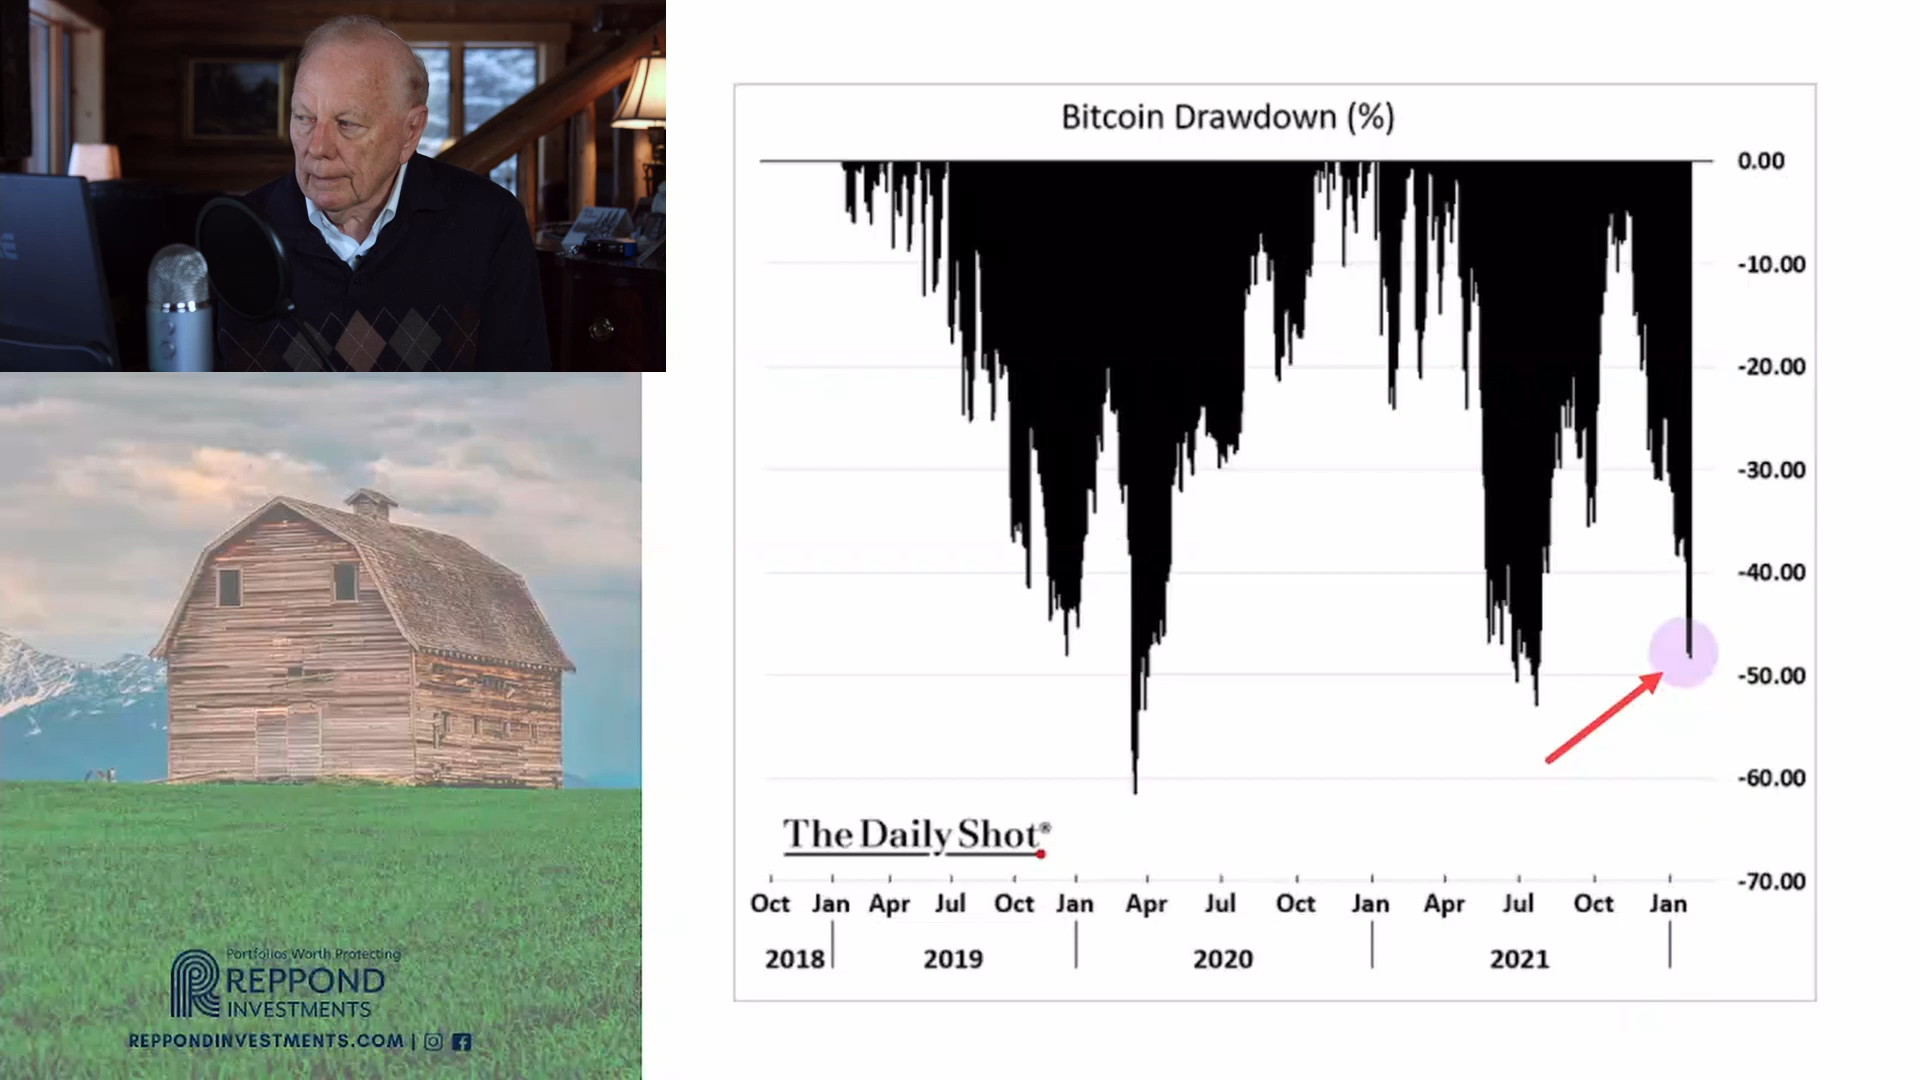 Bitcoin Drawdown (%)
0.00
-10.00
-20.00
-30.00
-40.00
-50.00
-60.00
-70.00
The Daily Shot®
Oct Jan Apr Jul Oct Jan Apr Jul Oct Jan Apr Jul Oct Jan
2018 2019 2020 2021
Portfolios Worth Protecting
REPPOND
INVESTMENTS
REPPONDINVESTMENTS.COM |